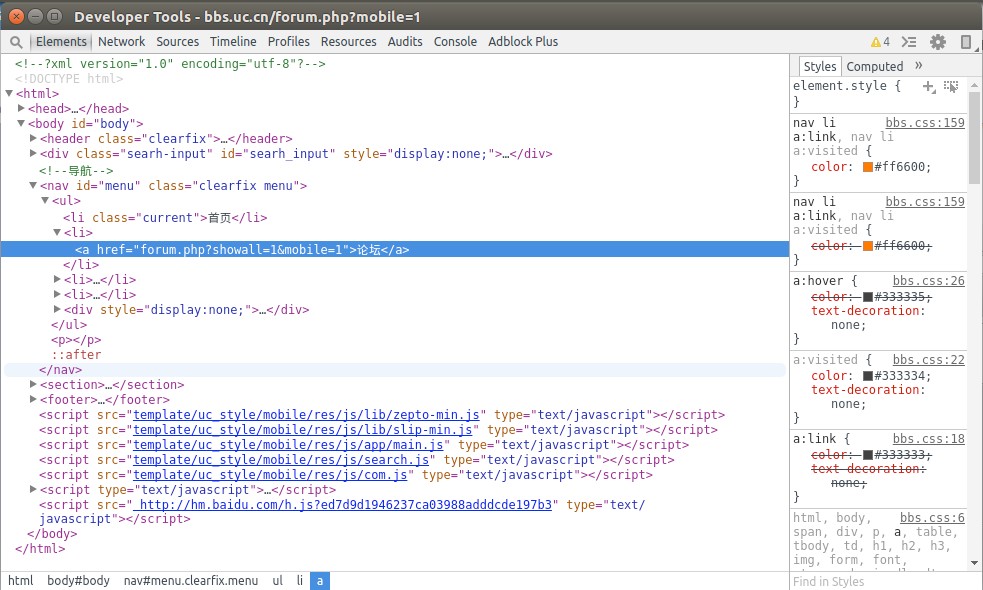 Developer Tools - bbs.uc.cn/forum.php?mobile=1
Elements Network Sources Timeline Profiles Resources Audits Console Adblock Plus 4
<!--?xml version="1.0" encoding="utf-8"?-->
<!DOCTYPE html>
<html>
<head>…</head>
<body id="body">
<header class="clearfix">…</header>
<div class="searh-input" id="searh_input" style="display:none;">…</div>
<!--导航-->
<nav id="menu" class="clearfix menu">
<ul>
<li class="current">首页</li>
<li>
<a href="forum.php?showall=1&mobile=1">论坛</a>
</li>
<li>…</li>
<li>…</li>
<div style="display:none;">…</div>
</ul>
<p></p>
::after
</nav>
<section>…</section>
<footer>…</footer>
<script src="template/uc_style/mobile/res/js/lib/zepto-min.js" type="text/javascript"></script>
<script src="template/uc_style/mobile/res/js/lib/slip-min.js" type="text/javascript"></script>
<script src="template/uc_style/mobile/res/js/app/main.js" type="text/javascript"></script>
<script src="template/uc_style/mobile/res/js/search.js" type="text/javascript"></script>
<script src="template/uc_style/mobile/res/js/com.js" type="text/javascript"></script>
<script type="text/javascript">…</script>
<script src=" http://hm.baidu.com/h.js?ed7d9d1946237ca03988adddcde197b3" type="text/
javascript"></script>
</body>
</html>
html body#body nav#menu.clearfix.menu ul li a
Styles Computed »
element.style {
}
nav li bbs.css:159
a:link, nav li
a:visited {
color: #ff6600;
}
nav li bbs.css:159
a:link, nav li
a:visited {
color: #ff6600;
}
a:hover { bbs.css:26
color: #333335;
text-decoration:
none;
}
a:visited { bbs.css:22
color: #333334;
text-decoration:
none;
}
a:link { bbs.css:18
color: #333333;
text-decoration:
none;
}
html, body, bbs.css:6
span, div, p, a, table,
tbody, td, h1, h2, h3,
img, form, font,
Find in Styles